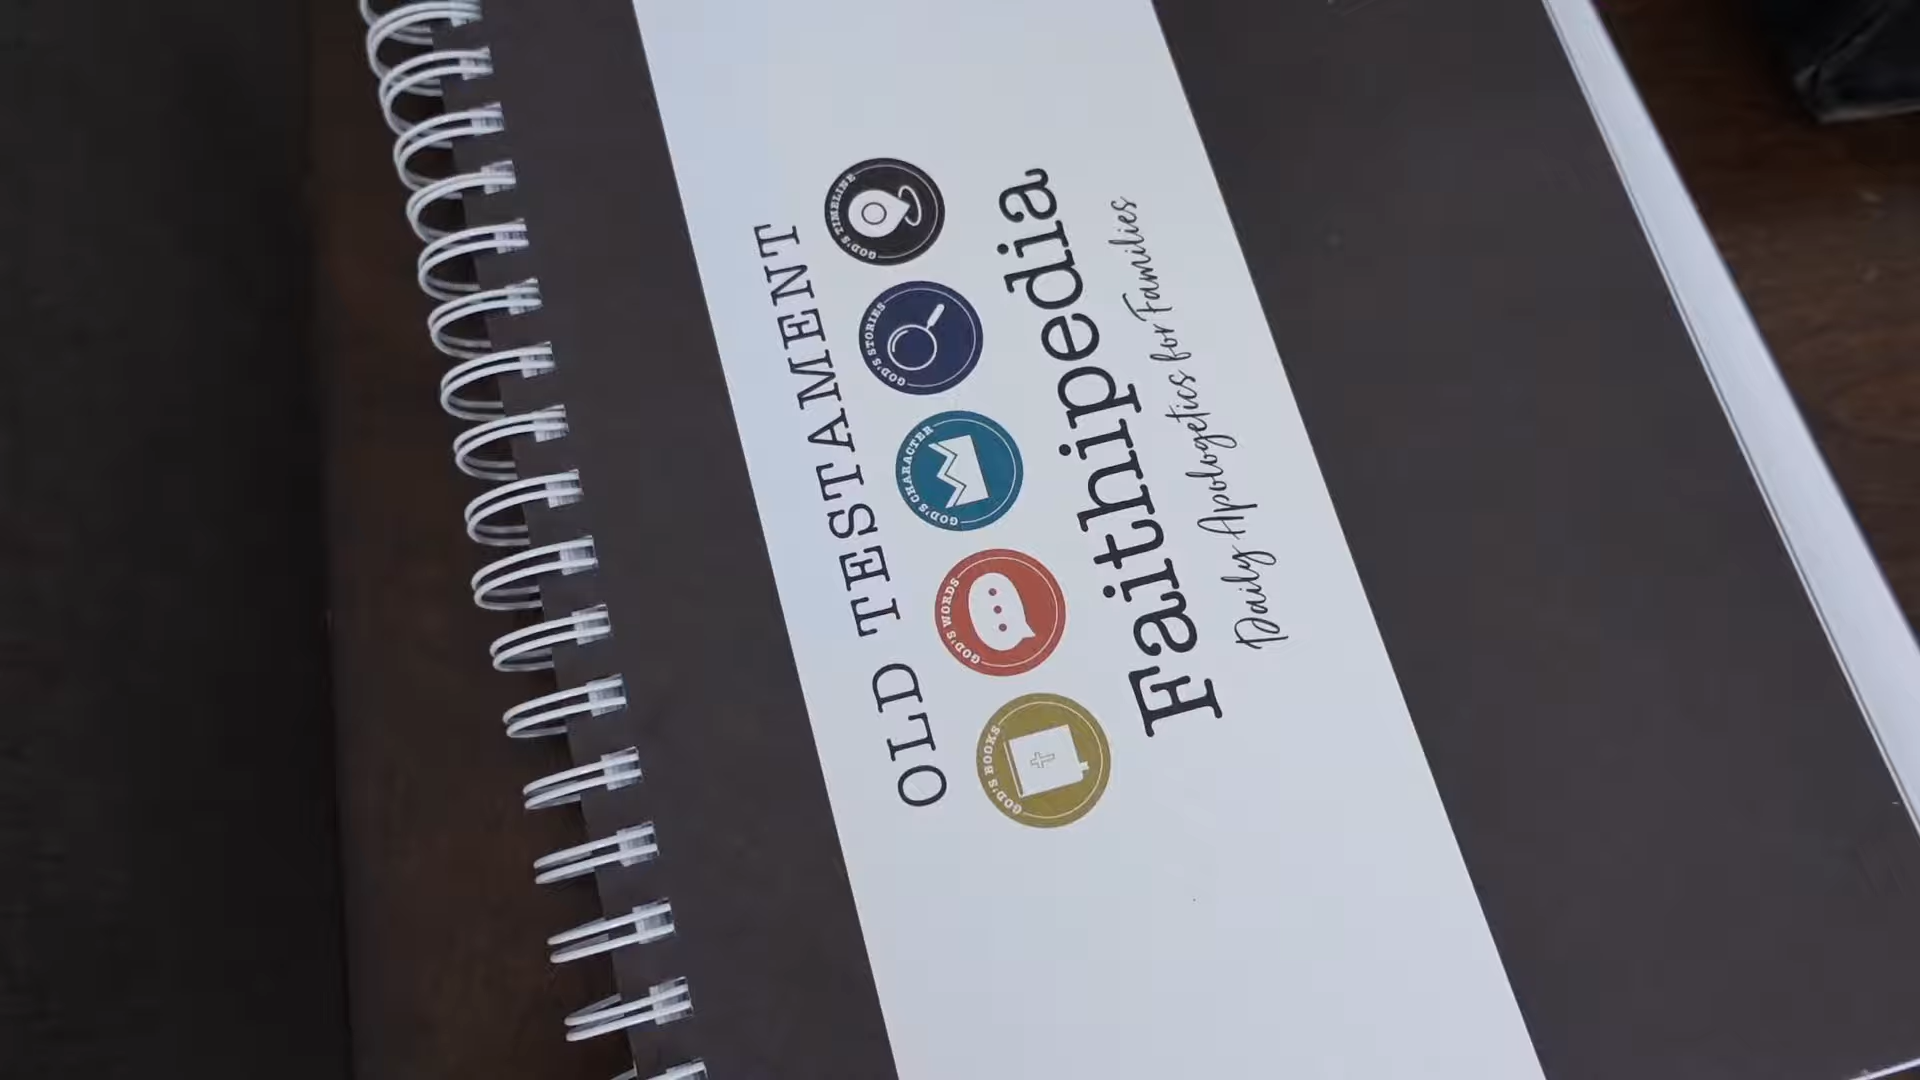 OLD TESTAMENT
GOD'S BOOKS
GOD'S WORDS
GOD'S CHARACTER
GOD'S STORIES
GOD'S TIMELINE
Faithipedia
Daily Apologetics for Families